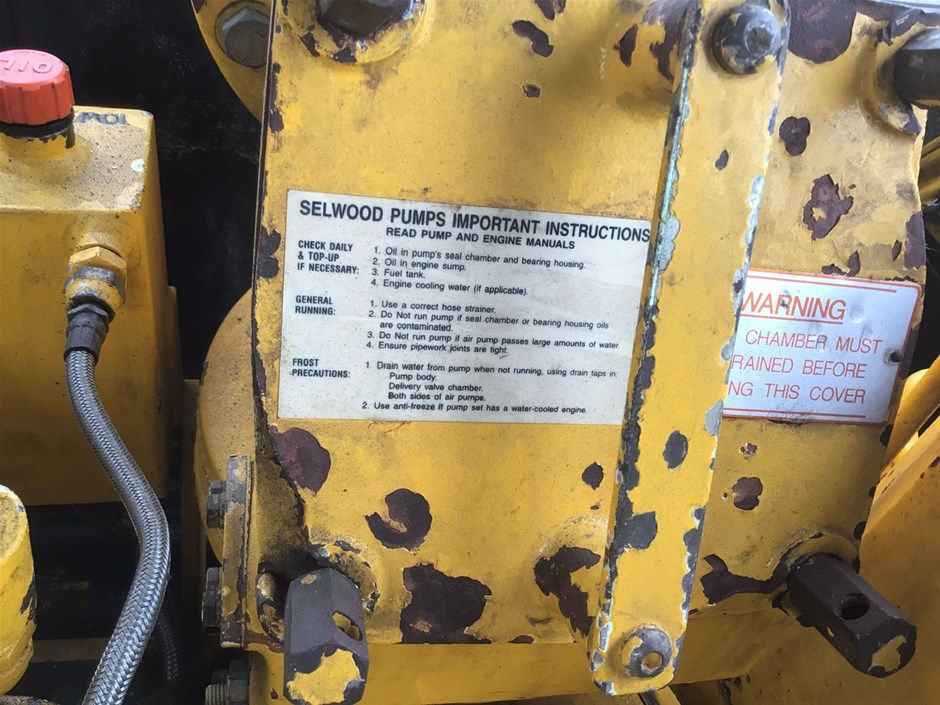 OIL
LOW
SELWOOD PUMPS IMPORTANT INSTRUCTIONS
READ PUMP AND ENGINE MANUALS
CHECK DAILY
& TOP-UP
IF NECESSARY:
1. Oil in pump's seal chamber and bearing housing.
2. Oil in engine sump.
3. Fuel tank.
4. Engine cooling water (if applicable).
GENERAL
RUNNING:
1. Use a correct hose strainer.
2. Do Not run pump if seal chamber or bearing housing oils
are contaminated.
3. Do Not run pump if air pump passes large amounts of water.
4. Ensure pipework joints are tight.
FROST
PRECAUTIONS:
1. Drain water from pump when not running, using drain taps in:
Pump body.
Delivery valve chamber.
Both sides of air pumps.
2. Use anti-freeze if pump set has a water-cooled engine.
WARNING
CHAMBER MUST
RAINED BEFORE
NG THIS COVER